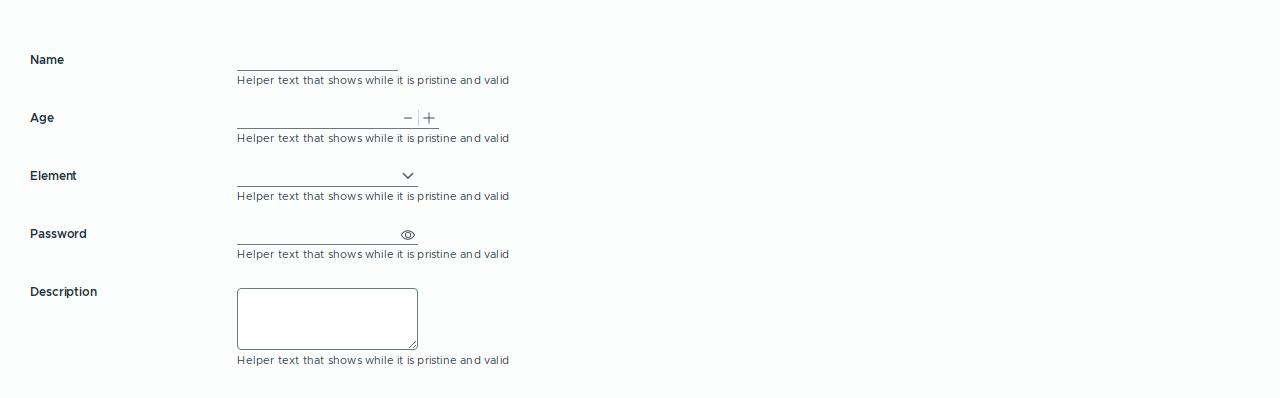 Name
Helper text that shows while it is pristine and valid
Age
Helper text that shows while it is pristine and valid
Element
Helper text that shows while it is pristine and valid
Password
Helper text that shows while it is pristine and valid
Description
Helper text that shows while it is pristine and valid